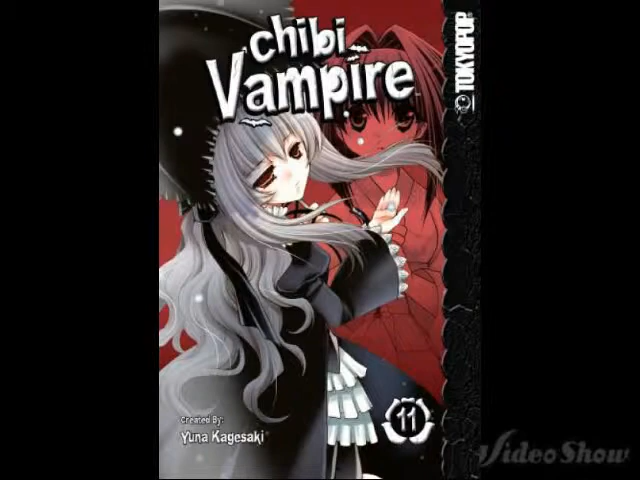 chibi
Vampire
TOKYOPOP
Created By:
Yuna Kagesaki
11
VideoShow